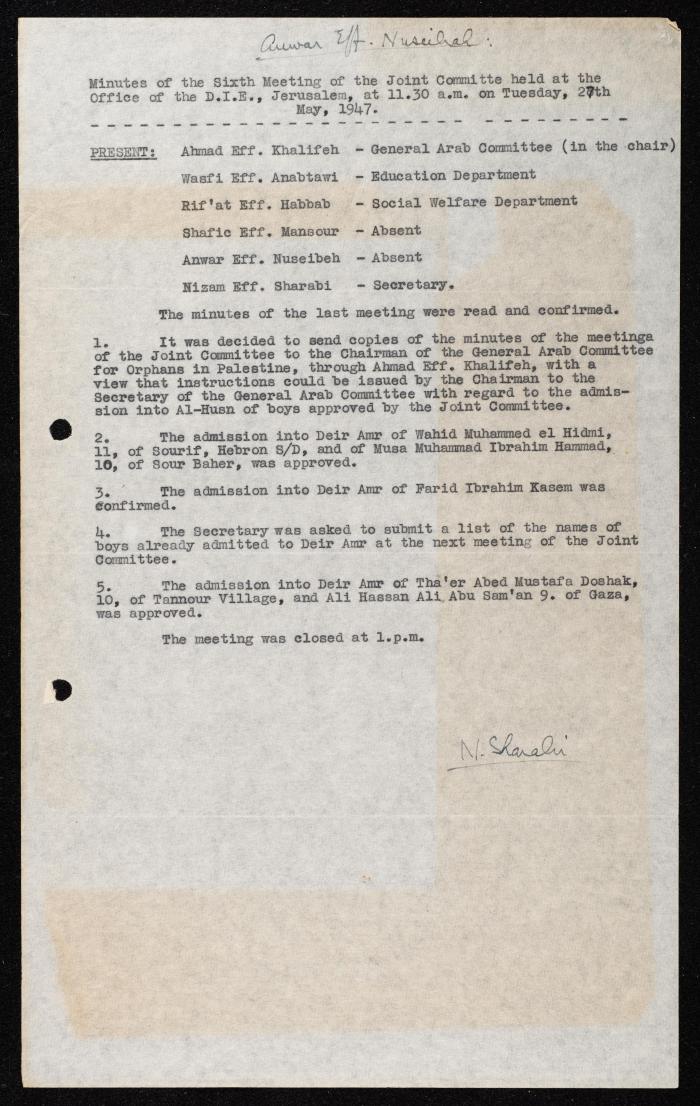 Anwar Eff. Nuseibah:
Minutes of the Sixth Meeting of the Joint Committe held at the
Office of the D.I.E., Jerusalem, at 11.30 a.m. on Tuesday, 27th
May, 1947.
PRESENT: Ahmad Eff. Khalifeh - General Arab Committee (in the chair)
Wasfi Eff. Anabtawi - Education Department
Rif'at Eff. Habbab - Social Welfare Department
Shafic Eff. Mansour - Absent
Anwar Eff. Nuseibeh - Absent
Nizam Eff. Sharabi - Secretary.
The minutes of the last meeting were read and confirmed.
1. It was decided to send copies of the minutes of the meetinga
of the Joint Committee to the Chairman of the General Arab Committee
for Orphans in Palestine, through Ahmad Eff. Khalifeh, with a
view that instructions could be issued by the Chairman to the
Secretary of the General Arab Committee with regard to the admis-
sion into Al-Husn of boys approved by the Joint Committee.
2. The admission into Deir Amr of Wahid Muhammed el Hidmi,
11, of Sourif, Hebron S/D, and of Musa Muhammad Ibrahim Hammad,
10, of Sour Baher, was approved.
3. The admission into Deir Amr of Farid Ibrahim Kasem was
confirmed.
4. The Secretary was asked to submit a list of the names of
boys already admitted to Deir Amr at the next meeting of the Joint
Committee.
5. The admission into Deir Amr of Tha'er Abed Mustafa Doshak,
10, of Tannour Village, and Ali Hassan Ali Abu Sam'an 9. of Gaza,
was approved.
The meeting was closed at 1.p.m.
N. Sharabi